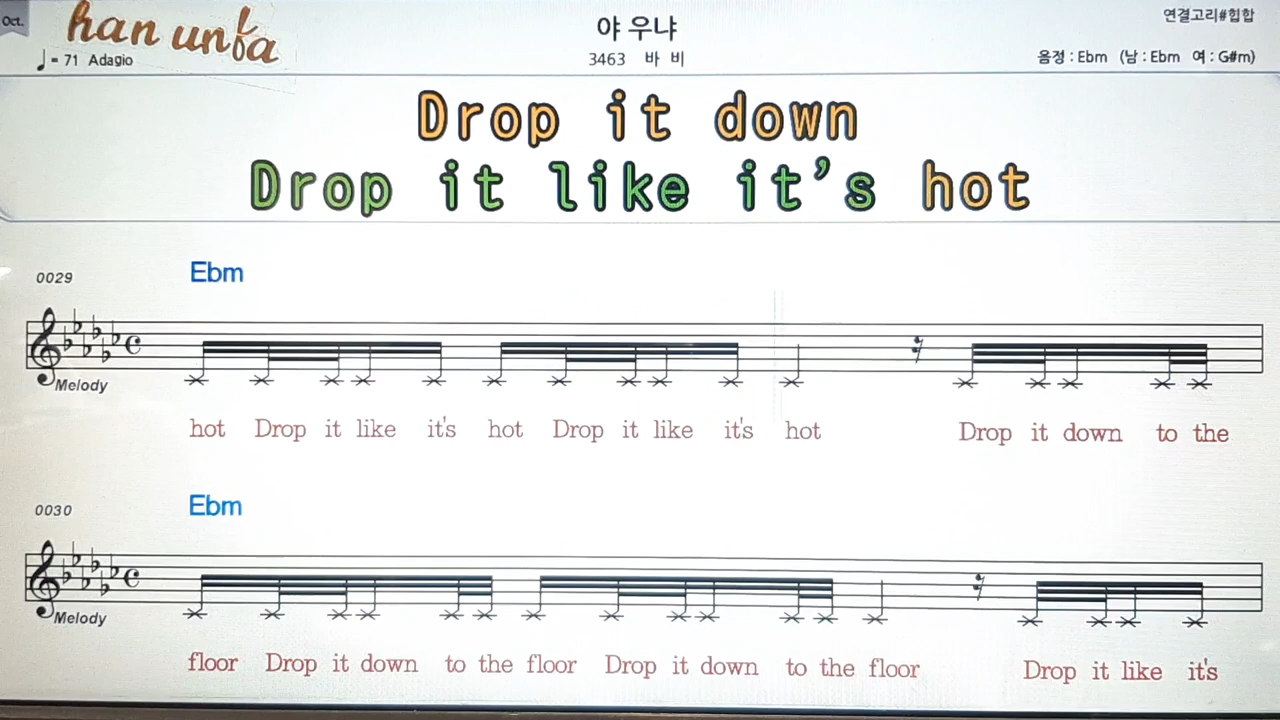 Oct.
han unfa
♩= 71 Adagio
야 우냐
3463 바 비
연결고리#힙합
음정 : Ebm (남 : Ebm 여 : G#m)
Drop it down
Drop it like it's hot
0029
Ebm
Melody
hot Drop it like it's hot Drop it like it's hot Drop it down to the
0030
Ebm
Melody
floor Drop it down to the floor Drop it down to the floor Drop it like it's